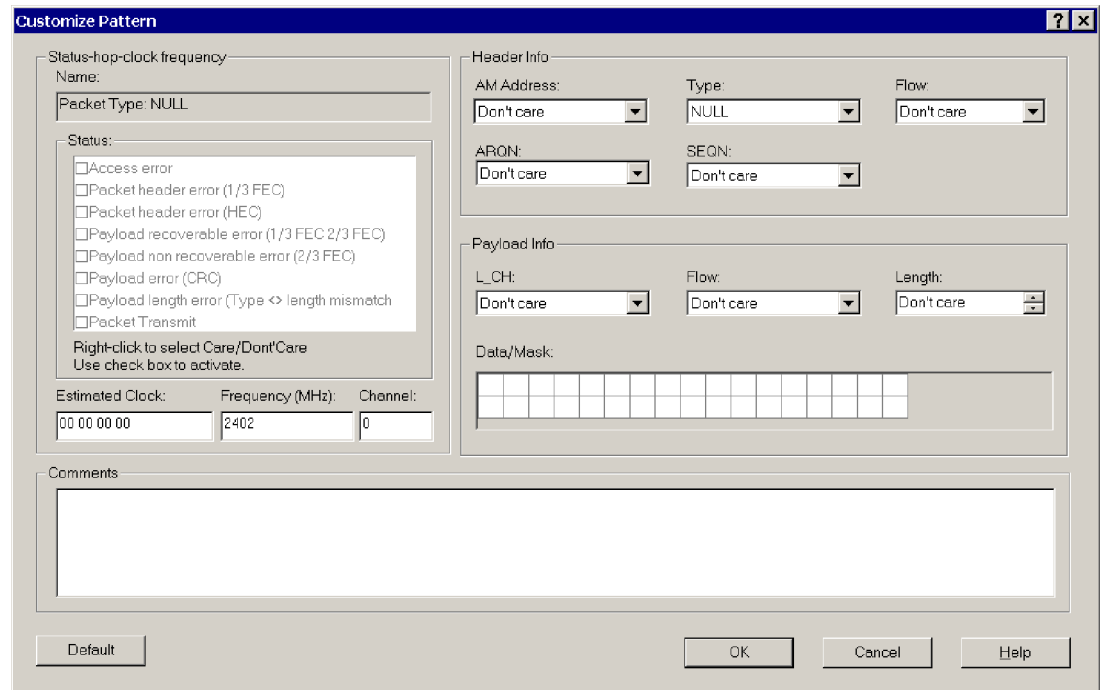 Customize Pattern
Status-hop-clock frequency
Name:
Packet Type: NULL
Status:
Access error
Packet header error (1/3 FEC)
Packet header error (HEC)
Payload recoverable error (1/3 FEC 2/3 FEC)
Payload non recoverable error (2/3 FEC)
Payload error (CRC)
Payload length error (Type <> length mismatch
Packet Transmit
Right-click to select Care/Dont'Care
Use check box to activate.
Estimated Clock: Frequency (MHz): Channel:
00 00 00 00 2402 0
Header Info
AM Address: Type: Flow:
Don't care NULL Don't care
ARQN: SEQN:
Don't care Don't care
Payload Info
L_CH: Flow: Length:
Don't care Don't care Don't care
Data/Mask:
Comments
Default OK Cancel Help